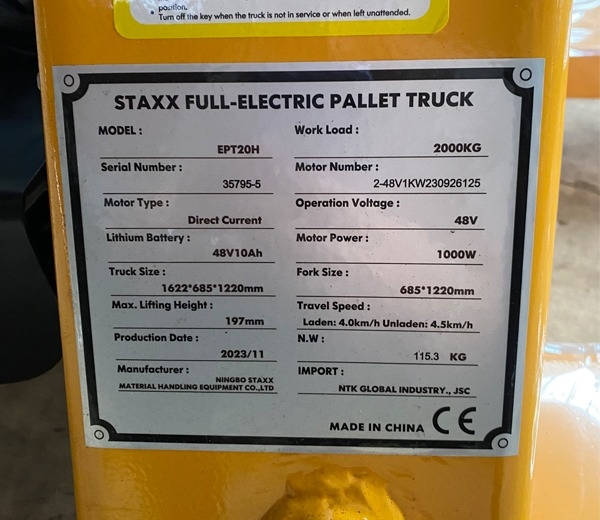 position.
• Turn off the key when the truck is not in service or when left unattended.
STAXX FULL-ELECTRIC PALLET TRUCK
MODEL : EPT20H
Work Load : 2000KG
Serial Number : 35795-5
Motor Number : 2-48V1KW230926125
Motor Type : Direct Current
Operation Voltage : 48V
Lithium Battery : 48V10Ah
Motor Power : 1000W
Truck Size : 1622*685*1220mm
Fork Size : 685*1220mm
Max. Lifting Height : 197mm
Travel Speed : Laden: 4.0km/h Unladen: 4.5km/h
Production Date : 2023/11
N.W : 115.3 KG
Manufacturer : NINGBO STAXX
MATERIAL HANDLING EQUIPMENT CO.,LTD
IMPORT : NTK GLOBAL INDUSTRY., JSC
MADE IN CHINA CE